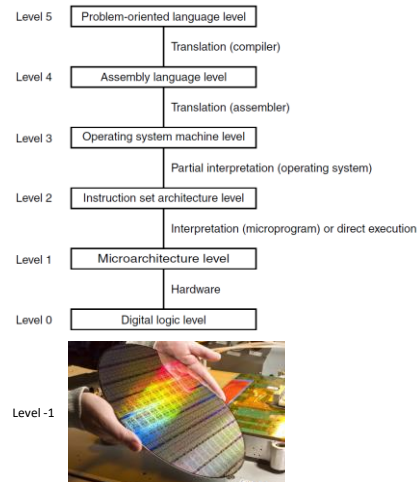 Level 5 Problem-oriented language level
Translation (compiler)
Level 4 Assembly language level
Translation (assembler)
Level 3 Operating system machine level
Partial interpretation (operating system)
Level 2 Instruction set architecture level
Interpretation (microprogram) or direct execution
Level 1 Microarchitecture level
Hardware
Level 0 Digital logic level
Level -1